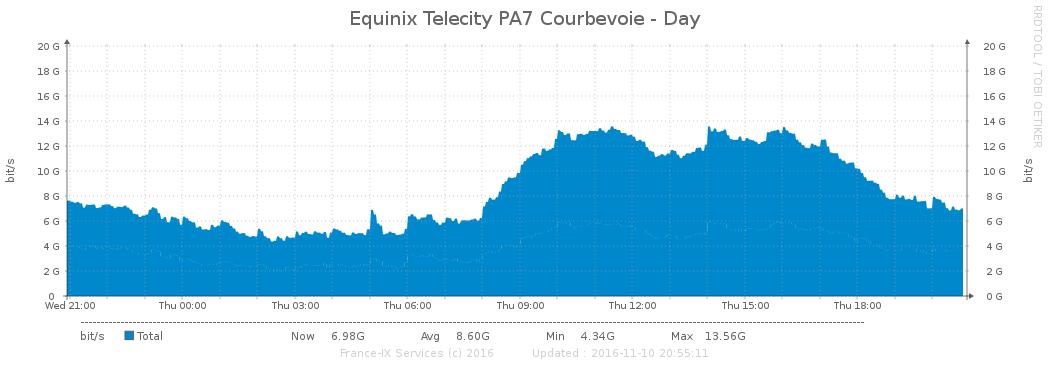 Equinix Telecity PA7 Courbevoie - Day
RRDTOOL / TOBI OETIKER
20 G 20 G
18 G 18 G
16 G 16 G
14 G 14 G
12 G 12 G
10 G 10 G
8 G 8 G
6 G 6 G
4 G 4 G
2 G 2 G
0 0 G
bit/s
bit/s
Wed 21:00 Thu 00:00 Thu 03:00 Thu 06:00 Thu 09:00 Thu 12:00 Thu 15:00 Thu 18:00
bit/s Total Now 6.98G Avg 8.60G Min 4.34G Max 13.56G
France-IX Services (c) 2016 Updated : 2016-11-10 20:55:11